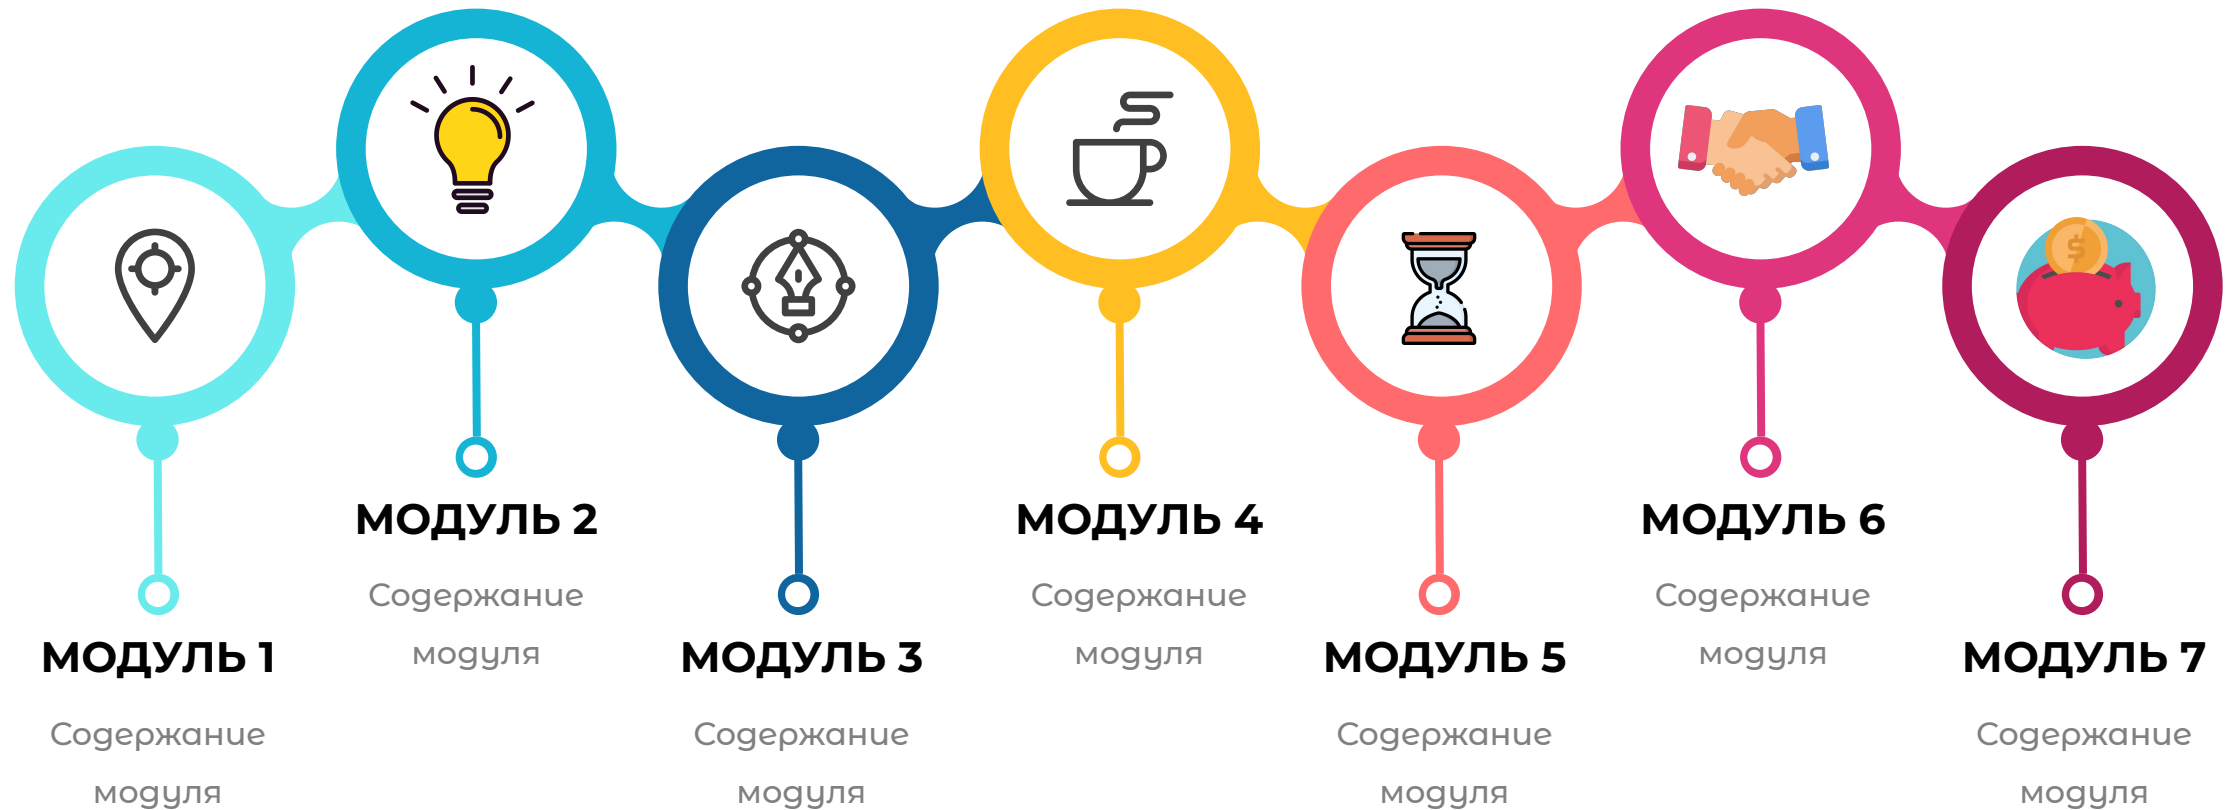 МОДУЛЬ 1
Содержание
модуля
МОДУЛЬ 2
Содержание
модуля
МОДУЛЬ 3
Содержание
модуля
МОДУЛЬ 4
Содержание
модуля
МОДУЛЬ 5
Содержание
модуля
МОДУЛЬ 6
Содержание
модуля
МОДУЛЬ 7
Содержание
модуля
$